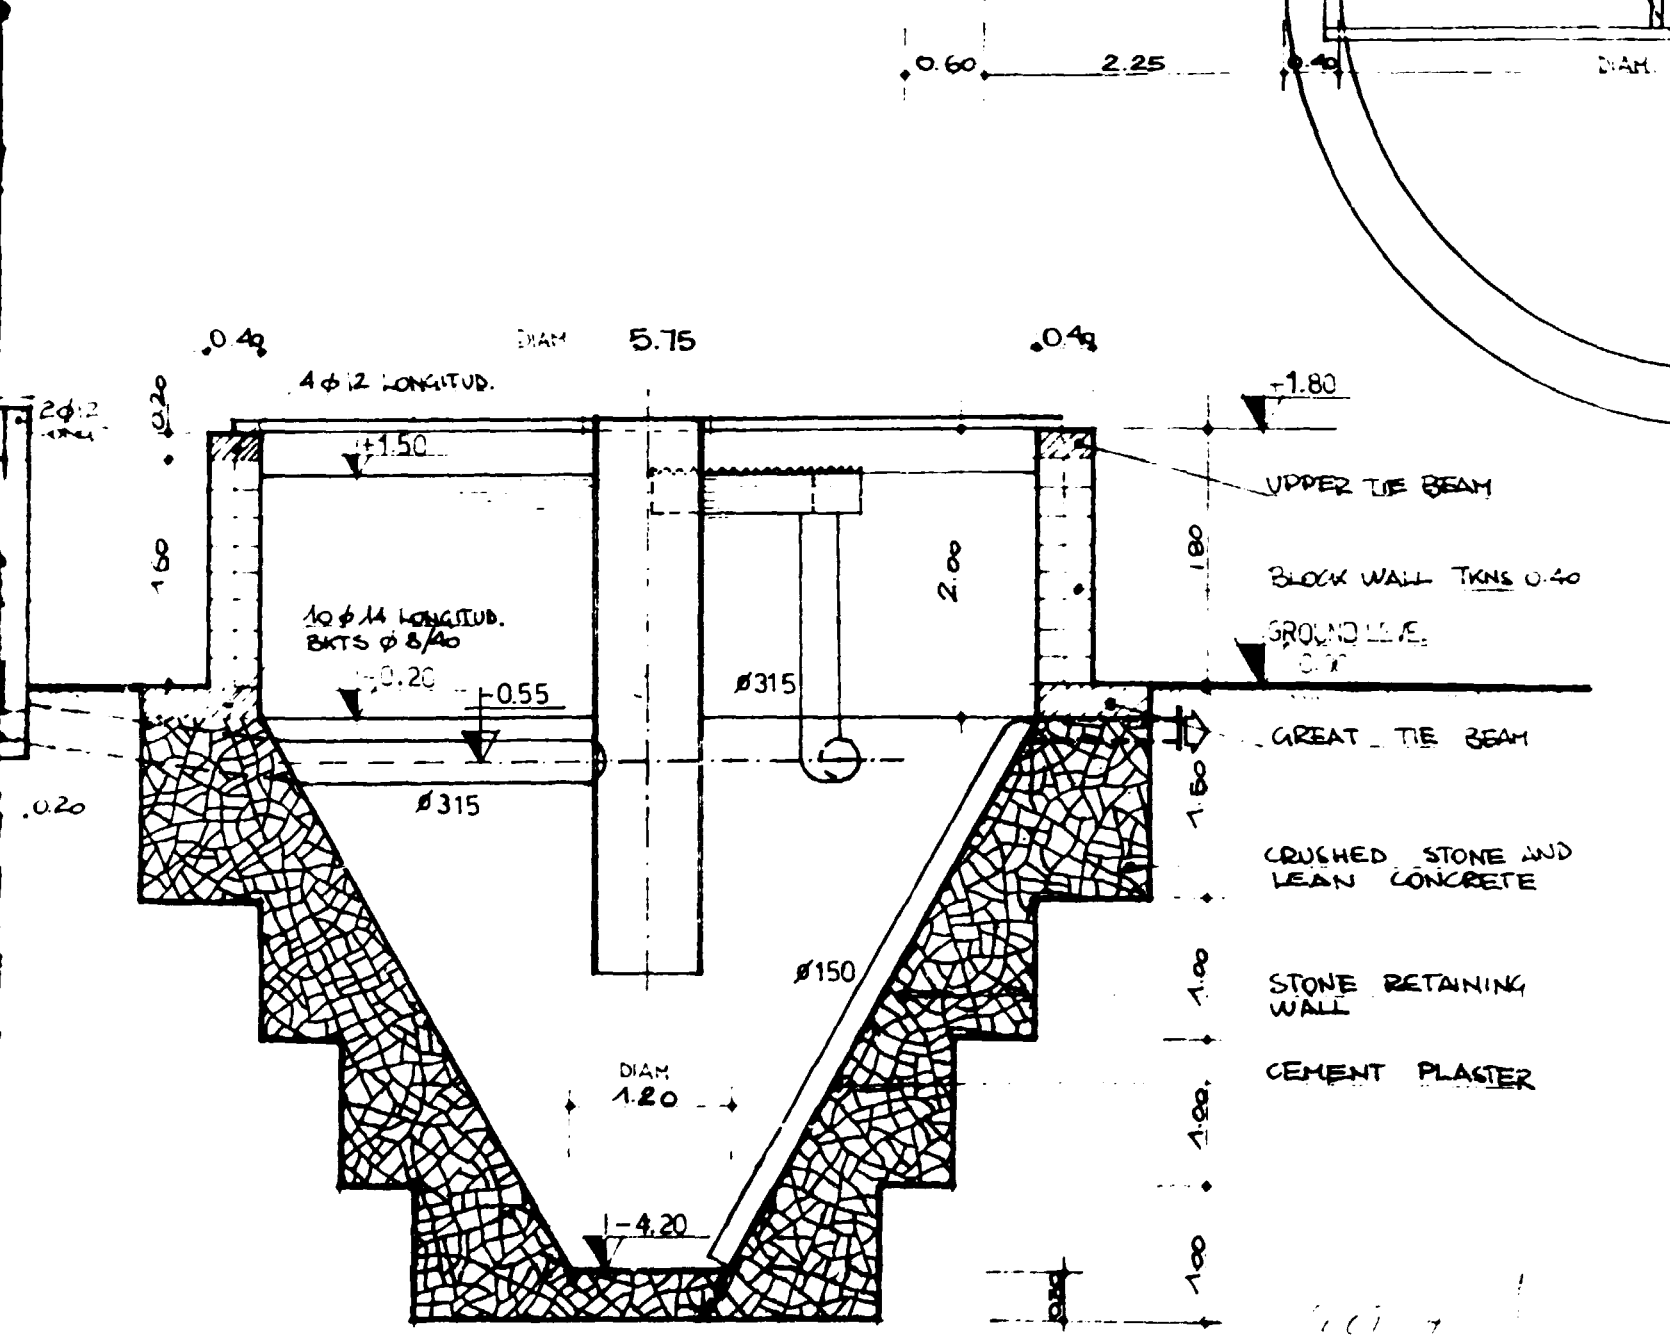 0.60 2.25 0.40 DIAM.
0.40 DIAM 5.75 0.40
4 ϕ 12 LONGITUD.
+1.80
2ϕ12
0.20
+1.50
UPPER TIE BEAM
1.60
2.00
1.80
BLOCK WALL TKNS 0.40
10 ϕ 14 LONGITUD.
BKTS ϕ 8/40
GROUND LEVEL
-0.20
-0.55
ϕ315
GREAT TIE BEAM
0.20
ϕ315
1.50
CRUSHED STONE AND
LEAN CONCRETE
ϕ150
1.00
STONE RETAINING
WALL
DIAM
1.20
CEMENT PLASTER
1.00
-4.20
1.00